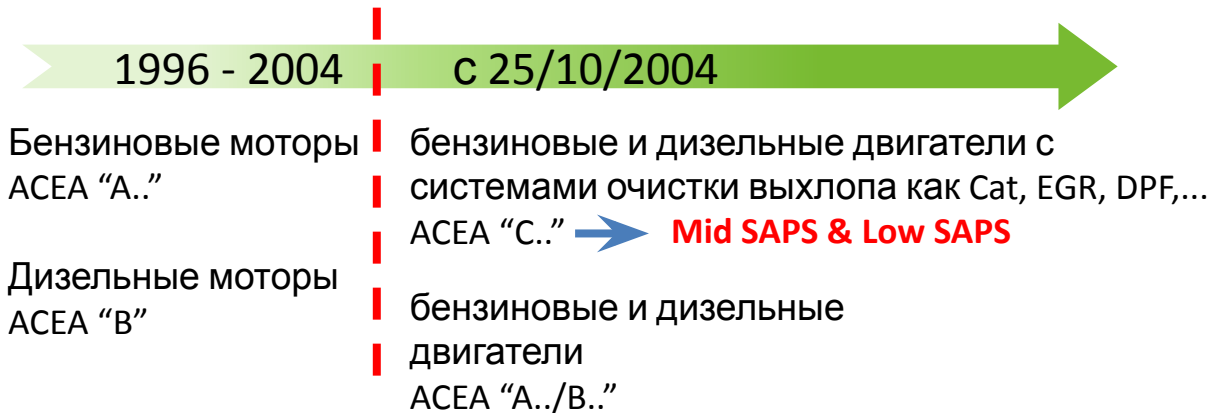 1996 - 2004
с 25/10/2004
Бензиновые моторы
ACEA “A..”
Дизельные моторы
ACEA “B”
бензиновые и дизельные двигатели с
системами очистки выхлопа как Cat, EGR, DPF,...
ACEA “C..”
Mid SAPS & Low SAPS
бензиновые и дизельные
двигатели
ACEA “A../B..”